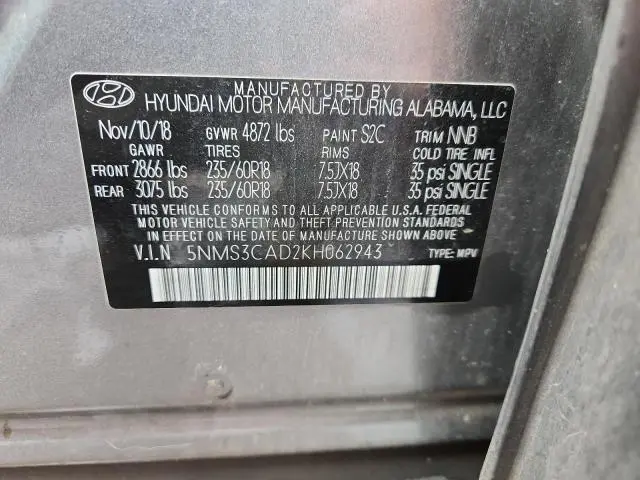 MANUFACTURED BY
HYUNDAI MOTOR MANUFACTURING ALABAMA, LLC
Nov/10/18 GVWR 4872 lbs PAINT S2C TRIM NNB
GAWR TIRES RIMS COLD TIRE INFL
FRONT 2866 lbs 235/60R18 7.5JX18 35 psi SINGLE
REAR 3075 lbs 235/60R18 7.5JX18 35 psi SINGLE
THIS VEHICLE CONFORMS TO ALL APPLICABLE U.S.A. FEDERAL
MOTOR VEHICLE SAFETY AND THEFT PREVENTION STANDARDS
IN EFFECT ON THE DATE OF MANUFACTURE SHOWN ABOVE.
V.I.N 5NMS3CAD2KH062943 TYPE: MPV